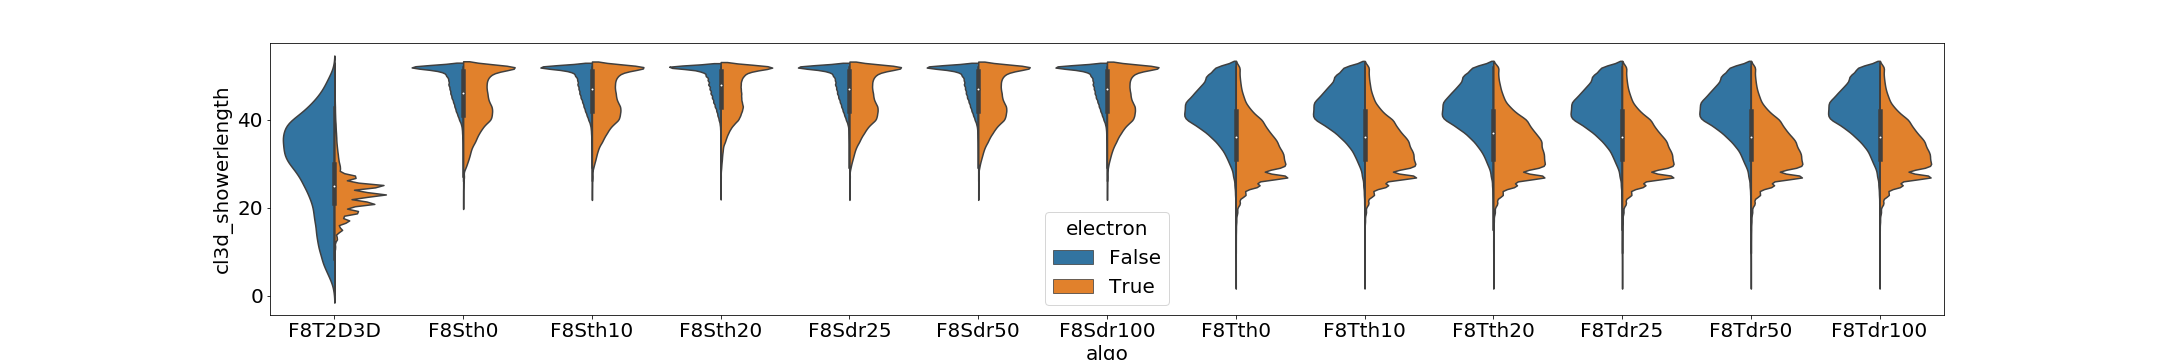 cl3d_showerlength
40
20
0
electron
False
True
F8T2D3D F8Sth0 F8Sth10 F8Sth20 F8Sdr25 F8Sdr50 F8Sdr100 F8Tth0 F8Tth10 F8Tth20 F8Tdr25 F8Tdr50 F8Tdr100
algo